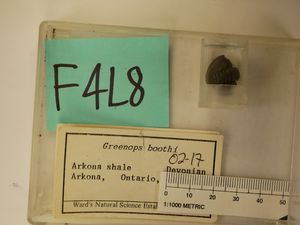 F4L8
Greenops boothi
02-17
Arkona shale Devonian
Arkona, Ontario,
Ward's Natural Science Esta
0 10 20 30 40 50
1:1000 METRIC